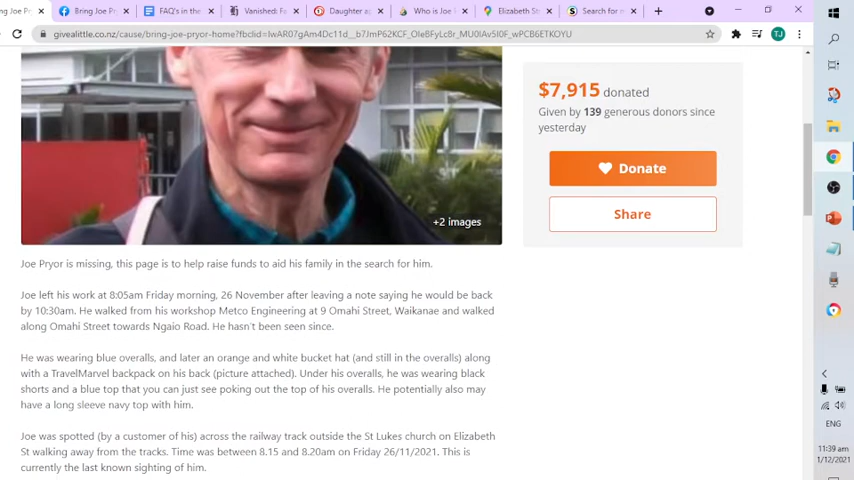 ng Joe Pr
Bring Joe Pr
FAQ's in the
Vanished: Fa
Daughter ap
Who is Joe
Elizabeth St
Search for m
givealittle.co.nz/cause/bring-joe-pryor-home?fbclid=IwAR07gAm4Dc11d__b7JmP62KCF_OleBFyLc8r_MU0IAv5I0F_wPCB6ETKOYU
TJ
$7,915 donated
Given by 139 generous donors since
yesterday
Donate
Share
+2 images
Joe Pryor is missing, this page is to help raise funds to aid his family in the search for him.
Joe left his work at 8:05am Friday morning, 26 November after leaving a note saying he would be back
by 10:30am. He walked from his workshop Metco Engineering at 9 Omahi Street, Waikanae and walked
along Omahi Street towards Ngaio Road. He hasn't been seen since.
He was wearing blue overalls, and later an orange and white bucket hat (and still in the overalls) along
with a TravelMarvel backpack on his back (picture attached). Under his overalls, he was wearing black
shorts and a blue top that you can just see poking out the top of his overalls. He potentially also may
have a long sleeve navy top with him.
Joe was spotted (by a customer of his) across the railway track outside the St Lukes church on Elizabeth
St walking away from the tracks. Time was between 8.15 and 8.20am on Friday 26/11/2021. This is
currently the last known sighting of him.
ENG
11:39 am
1/12/2021